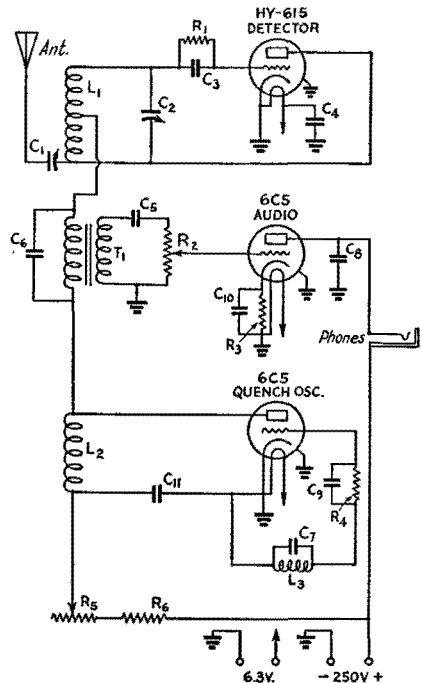 HY-615
DETECTOR
Ant.
R1
L1
C2
C3
C4
C1
6C5
AUDIO
C5
C6
T1
R2
C8
C10
R3
Phones
6C5
QUENCH OSC.
L2
C11
C9
R4
C7
L3
R5
R6
6.3V.
− 250V +